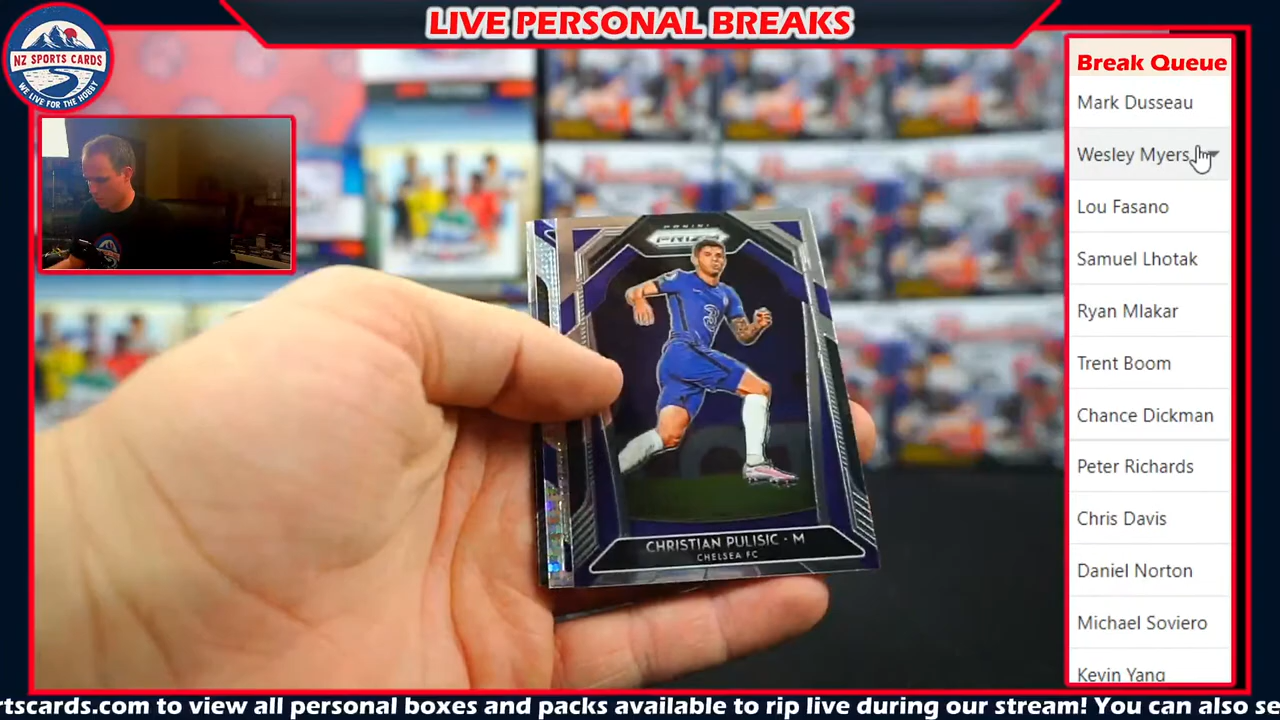 LIVE PERSONAL BREAKS
NZ SPORTS CARDS
WE LIVE FOR THE HOBBY
Break Queue
Mark Dusseau
Wesley Myers
Lou Fasano
Samuel Lhotak
Ryan Mlakar
Trent Boom
Chance Dickman
Peter Richards
Chris Davis
Daniel Norton
Michael Soviero
Kevin Yang
PANINI
PRIZM
3
CHRISTIAN PULISIC · M
CHELSEA FC
rtscards.com to view all personal boxes and packs available to rip live during our stream! You can also se